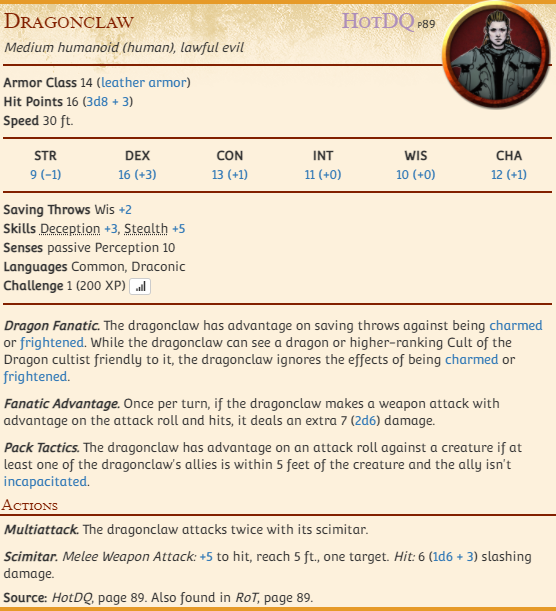 Dragonclaw HotDQ p89
Medium humanoid (human), lawful evil
Armor Class 14 (leather armor)
Hit Points 16 (3d8 + 3)
Speed 30 ft.
STR DEX CON INT WIS CHA
9 (−1) 16 (+3) 13 (+1) 11 (+0) 10 (+0) 12 (+1)
Saving Throws Wis +2
Skills Deception +3, Stealth +5
Senses passive Perception 10
Languages Common, Draconic
Challenge 1 (200 XP)
Dragon Fanatic. The dragonclaw has advantage on saving throws against being charmed
or frightened. While the dragonclaw can see a dragon or higher-ranking Cult of the
Dragon cultist friendly to it, the dragonclaw ignores the effects of being charmed or
frightened.
Fanatic Advantage. Once per turn, if the dragonclaw makes a weapon attack with
advantage on the attack roll and hits, it deals an extra 7 (2d6) damage.
Pack Tactics. The dragonclaw has advantage on an attack roll against a creature if at
least one of the dragonclaw's allies is within 5 feet of the creature and the ally isn't
incapacitated.
Actions
Multiattack. The dragonclaw attacks twice with its scimitar.
Scimitar. Melee Weapon Attack: +5 to hit, reach 5 ft., one target. Hit: 6 (1d6 + 3) slashing
damage.
Source: HotDQ, page 89. Also found in RoT, page 89.